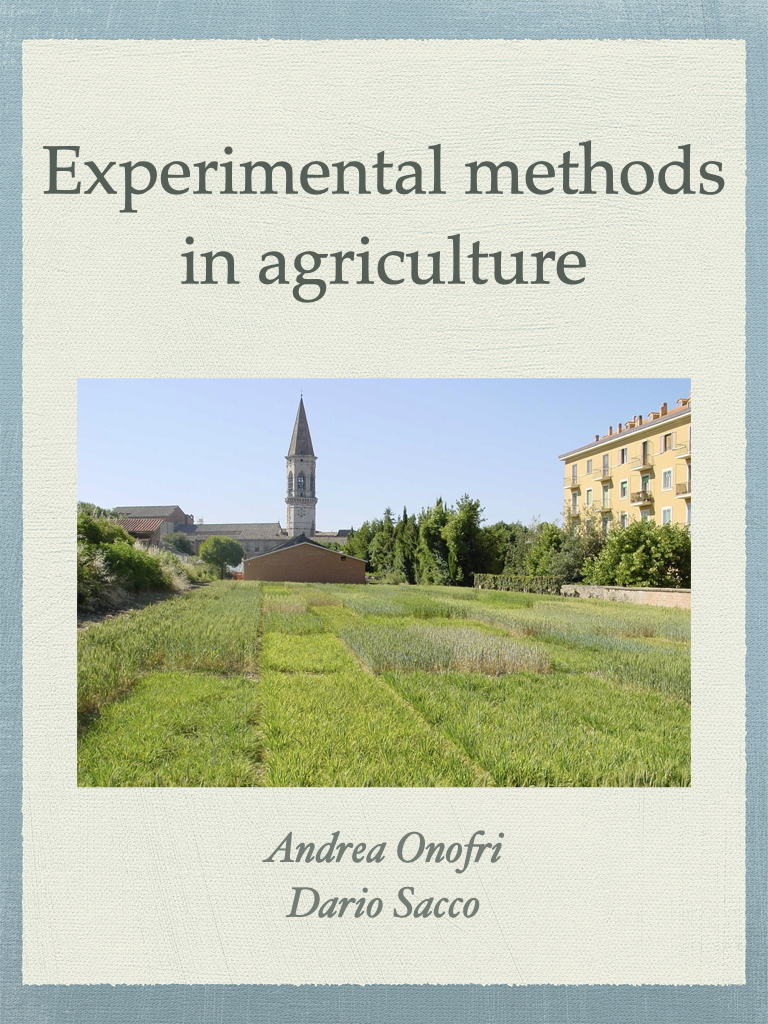 Experimental methods
in agriculture
Andrea Onofri
Dario Sacco